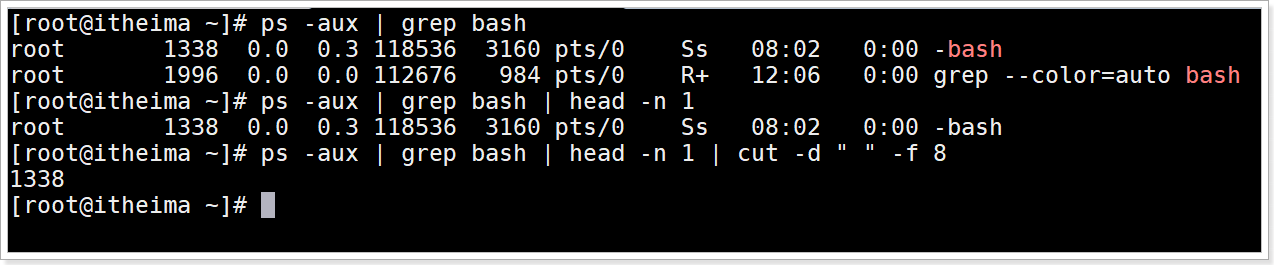 [root@itheima ~]# ps -aux | grep bash
root       1338  0.0  0.3 118536  3160 pts/0    Ss   08:02   0:00 -bash
root       1996  0.0  0.0 112676   984 pts/0    R+   12:06   0:00 grep --color=auto bash
[root@itheima ~]# ps -aux | grep bash | head -n 1
root       1338  0.0  0.3 118536  3160 pts/0    Ss   08:02   0:00 -bash
[root@itheima ~]# ps -aux | grep bash | head -n 1 | cut -d " " -f 8
1338
[root@itheima ~]#